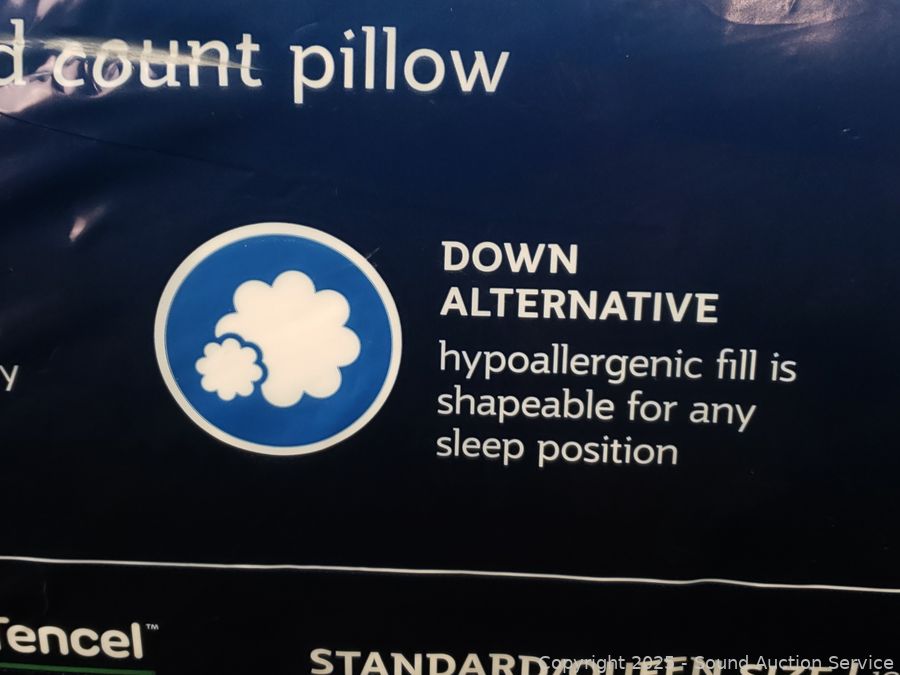 count pillow
DOWN
ALTERNATIVE
hypoallergenic fill is
shapeable for any
sleep position
Tencel™
STANDARD/QUEEN SIZE
Copyright 2025 - Sound Auction Service